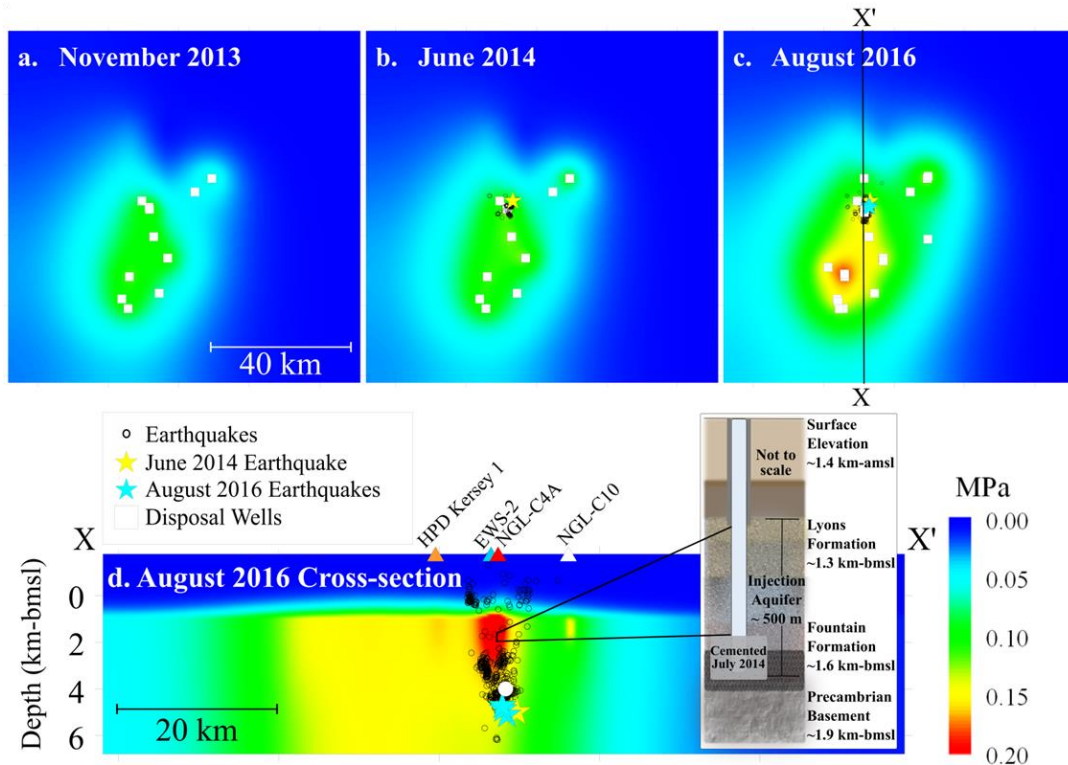 X'
a. November 2013
b. June 2014
c. August 2016
40 km
X
Earthquakes
June 2014 Earthquake
August 2016 Earthquakes
Disposal Wells
Surface
Elevation
~1.4 km-amsl
Not to
scale
Lyons
Formation
~1.3 km-bmsl
Injection
Aquifer
~ 500 m
Fountain
Formation
~1.6 km-bmsl
Cemented
July 2014
Precambrian
Basement
~1.9 km-bmsl
MPa
0.00
0.05
0.10
0.15
0.20
X
HPD Kersey 1
EWS-2
NGL-C4A
NGL-C10
X'
d. August 2016 Cross-section
Depth (km-bmsl)
0
2
4
6
20 km